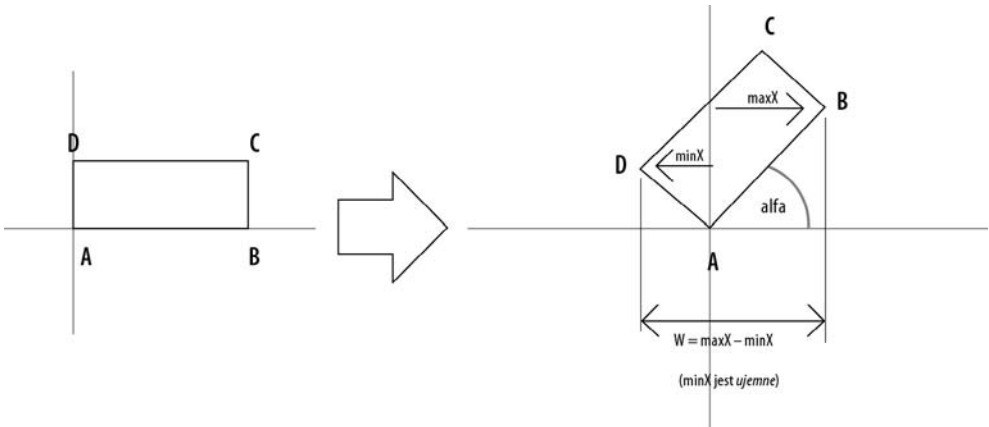 D
C
A
B
C
maxX
B
D
minX
alfa
A
W = maxX – minX
(minX jest ujemne)